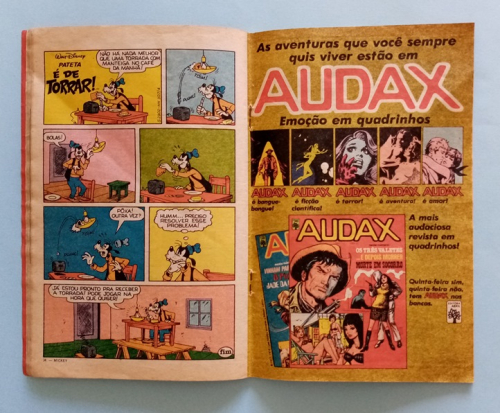 WALT DISNEY
PATETA
É DE
TORRAR!
NÃO HÁ NADA MELHOR
QUE UMA TORRADA COM
MANTEIGA NO CAFÉ
DA MANHÃ!
BOLAS!
PÔXA!
OUTRA VEZ?
HUMM... PRECISO
RESOLVER ESSE
PROBLEMA!
JÁ ESTOU PRONTO PRA RECEBER
A TORRADA! PODE JOGAR NA
HORA QUE QUISER!
fim
As aventuras que você sempre
quis viver estão em
AUDAX
Emoção em quadrinhos
AUDAX AUDAX AUDAX AUDAX AUDAX
é bangue-
bangue!
é ficção
científica!
é terror!
é aventura!
é amor!
AUDAX
OS TRÊS VALETES
A mais
audaciosa
revista em
quadrinhos!
Quinta-feira sim,
quinta-feira não,
tem AUDAX nas
bancas.